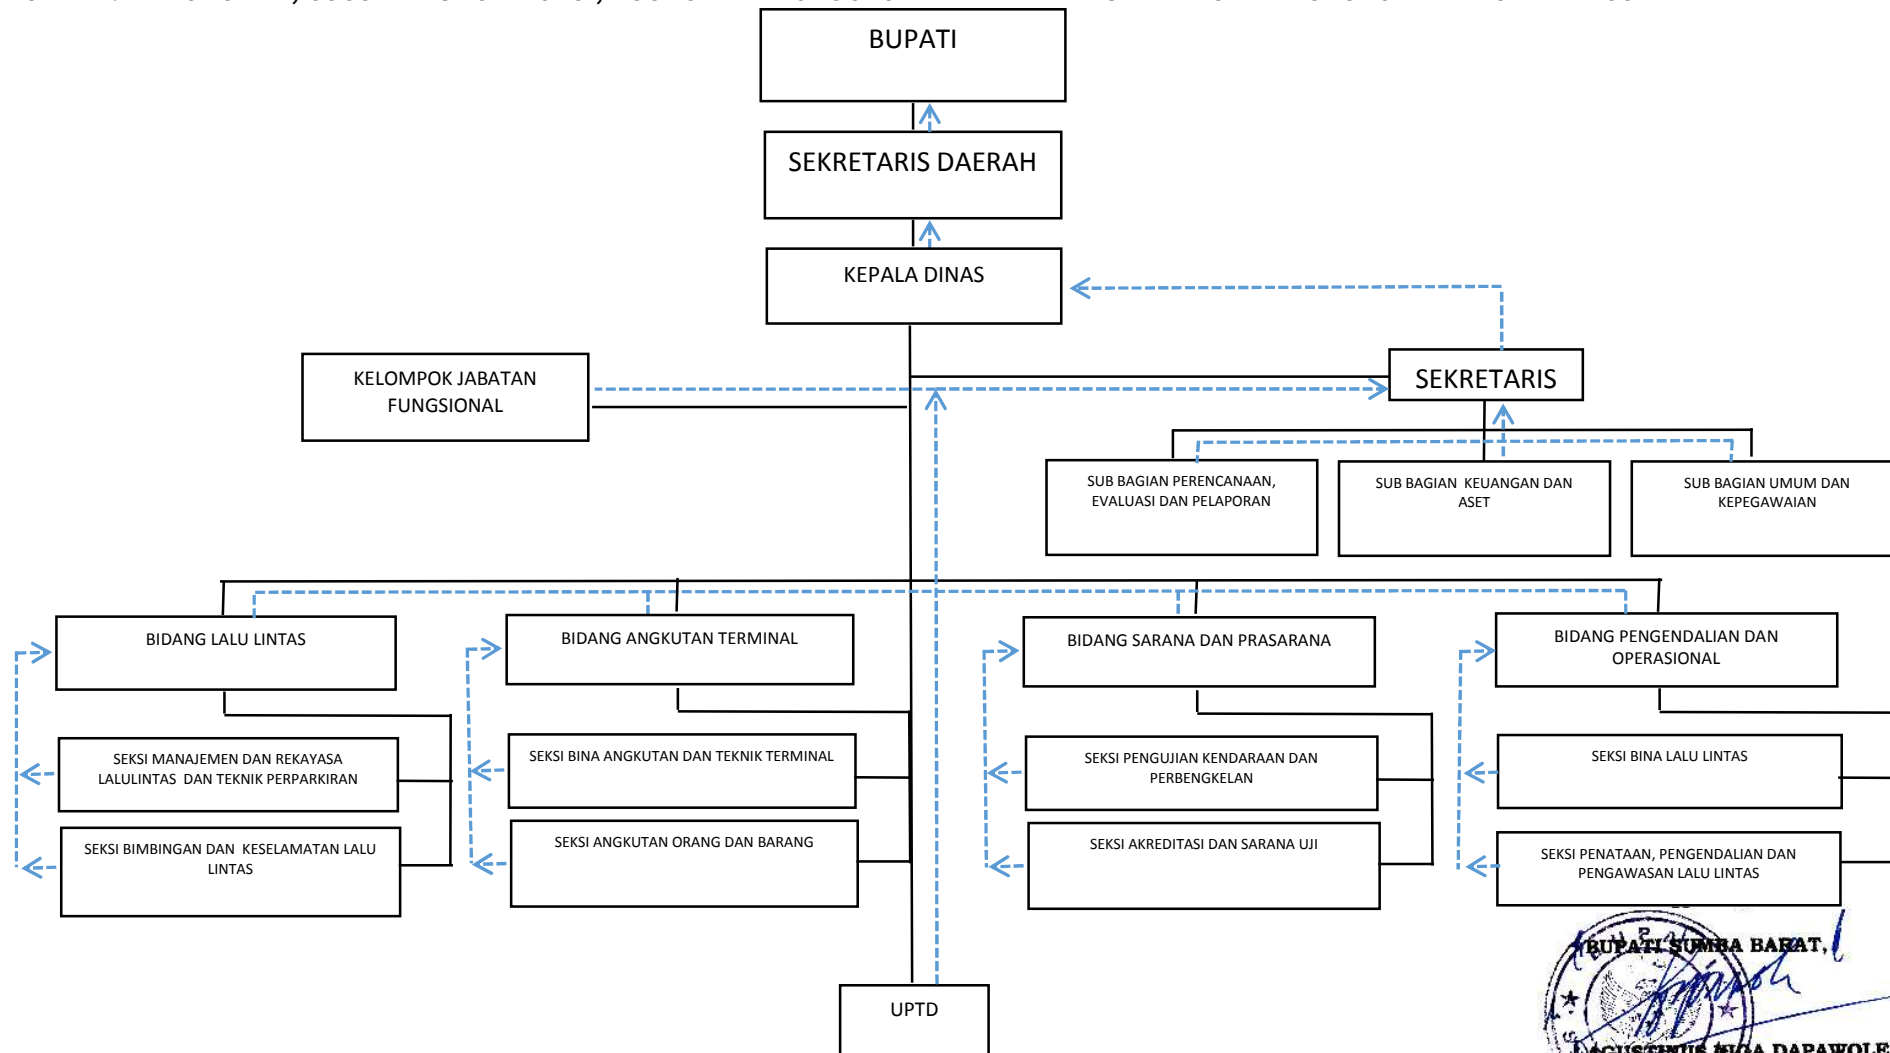 BUPATI
SEKRETARIS DAERAH
KEPALA DINAS
KELOMPOK JABATAN
FUNGSIONAL
SEKRETARIS
SUB BAGIAN PERENCANAAN,
EVALUASI DAN PELAPORAN
SUB BAGIAN KEUANGAN DAN
ASET
SUB BAGIAN UMUM DAN
KEPEGAWAIAN
BIDANG LALU LINTAS
BIDANG ANGKUTAN TERMINAL
BIDANG SARANA DAN PRASARANA
BIDANG PENGENDALIAN DAN
OPERASIONAL
SEKSI MANAJEMEN DAN REKAYASA
LALULINTAS DAN TEKNIK PERPARKIRAN
SEKSI BINA ANGKUTAN DAN TEKNIK TERMINAL
SEKSI PENGUJIAN KENDARAAN DAN
PERBENGKELAN
SEKSI BINA LALU LINTAS
SEKSI BIMBINGAN DAN KESELAMATAN LALU
LINTAS
SEKSI ANGKUTAN ORANG DAN BARANG
SEKSI AKREDITASI DAN SARANA UJI
SEKSI PENATAAN, PENGENDALIAN DAN
PENGAWASAN LALU LINTAS
UPTD
BUPATI SUMBA BARAT,
AGUSTINUS NIGA DAPAWOLE